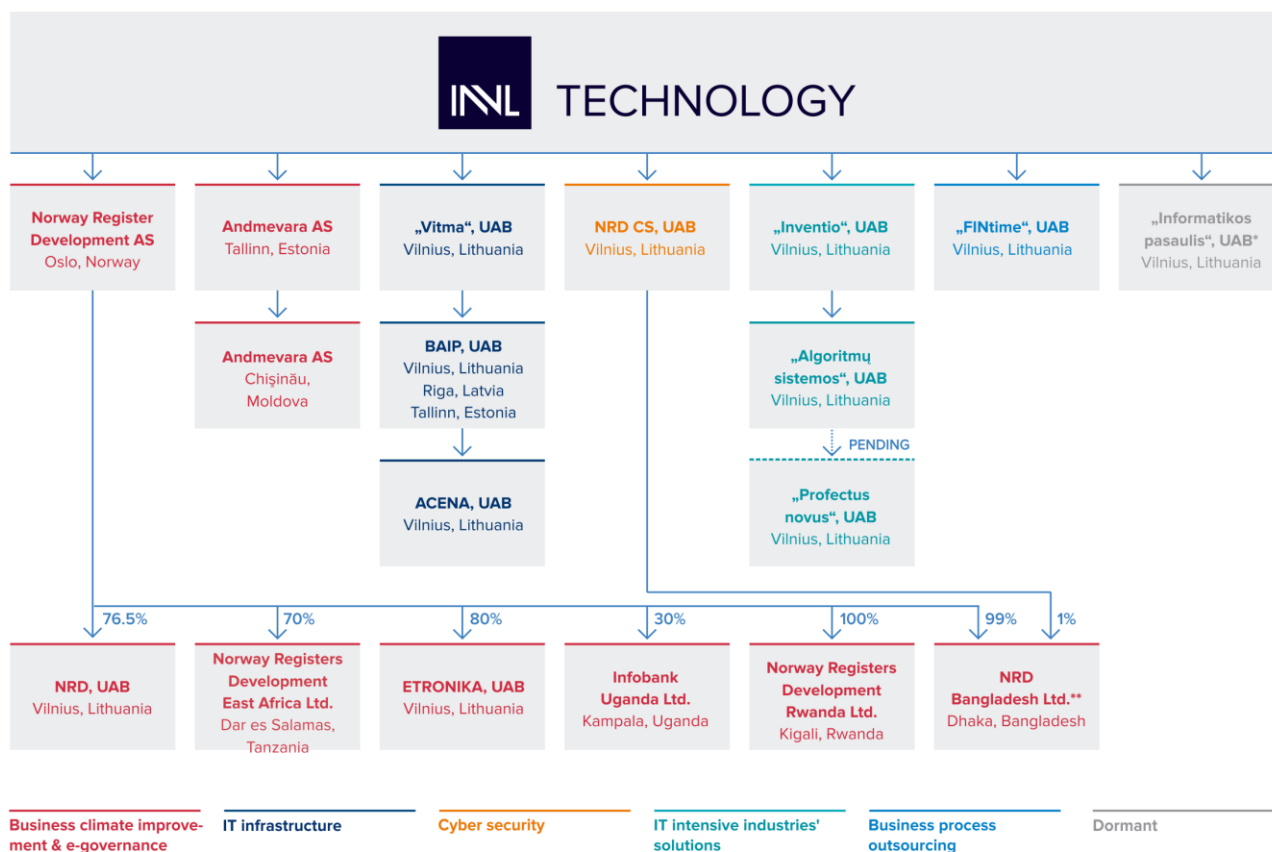 INVL TECHNOLOGY
Norway Register
Development AS
Oslo, Norway
Andmevara AS
Tallinn, Estonia
„Vitma“, UAB
Vilnius, Lithuania
NRD CS, UAB
Vilnius, Lithuania
„Inventio“, UAB
Vilnius, Lithuania
„FINtime“, UAB
Vilnius, Lithuania
„Informatikos
pasaulis“, UAB*
Vilnius, Lithuania
Andmevara AS
Chişinău,
Moldova
BAIP, UAB
Vilnius, Lithuania
Riga, Latvia
Tallinn, Estonia
„Algoritmų
sistemos“, UAB
Vilnius, Lithuania
PENDING
ACENA, UAB
Vilnius, Lithuania
„Profectus
novus“, UAB
Vilnius, Lithuania
76.5%
70%
80%
30%
100%
99%
1%
NRD, UAB
Vilnius, Lithuania
Norway Registers
Development
East Africa Ltd.
Dar es Salamas,
Tanzania
ETRONIKA, UAB
Vilnius, Lithuania
Infobank
Uganda Ltd.
Kampala, Uganda
Norway Registers
Development
Rwanda Ltd.
Kigali, Rwanda
NRD
Bangladesh Ltd.**
Dhaka, Bangladesh
Business climate improve-
ment & e-governance
IT infrastructure
Cyber security
IT intensive industries'
solutions
Business process
outsourcing
Dormant